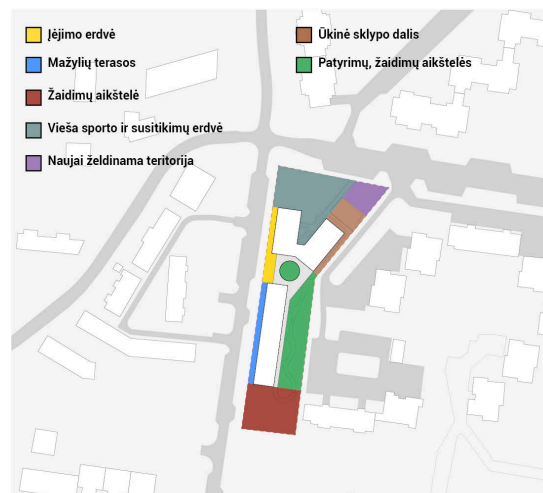 Įėjimo erdvė
Mažylių terasos
Žaidimų aikštelė
Vieša sporto ir susitikimų erdvė
Naujai želdinama teritorija
Ūkinė sklypo dalis
Patyrimų, žaidimų aikštelės